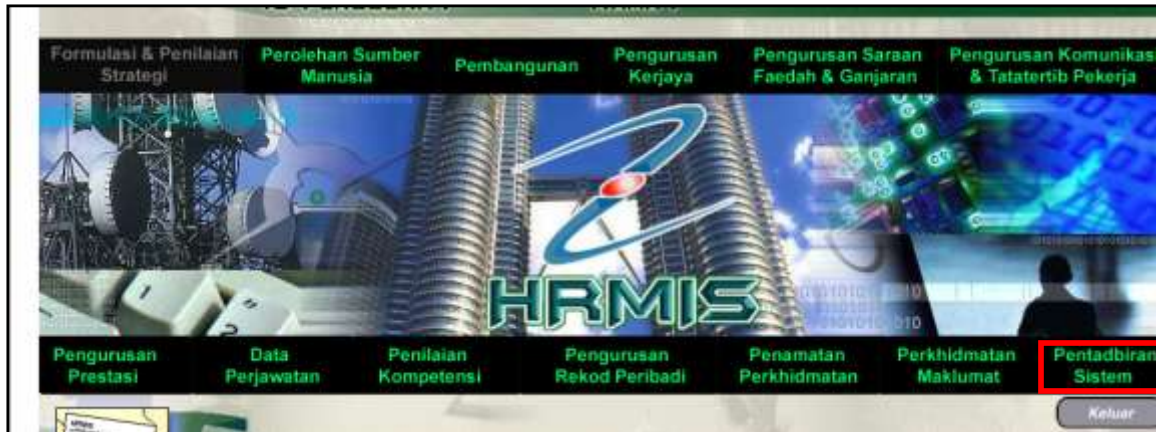 Formulasi & Penilaian
Strategi
Perolehan Sumber
Manusia
Pembangunan
Pengurusan
Kerjaya
Pengurusan Saraan
Faedah & Ganjaran
Pengurusan Komunikasi
& Tatatertib Pekerja
HRMIS
Pengurusan
Prestasi
Data
Perjawatan
Penilaian
Kompetensi
Pengurusan
Rekod Peribadi
Penamatan
Perkhidmatan
Perkhidmatan
Maklumat
Pentadbiran
Sistem
Keluar